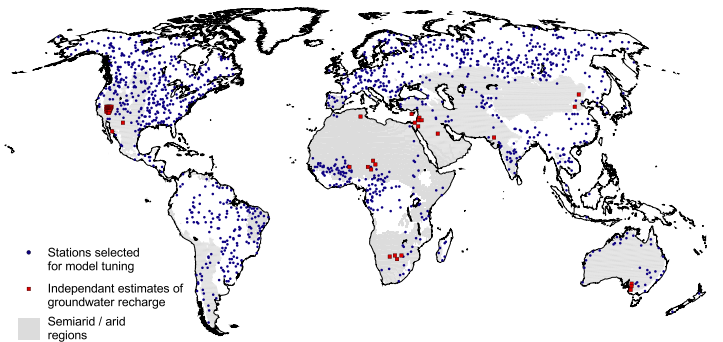 Stations selected
for model tuning
Independant estimates of
groundwater recharge
Semiarid / arid
regions